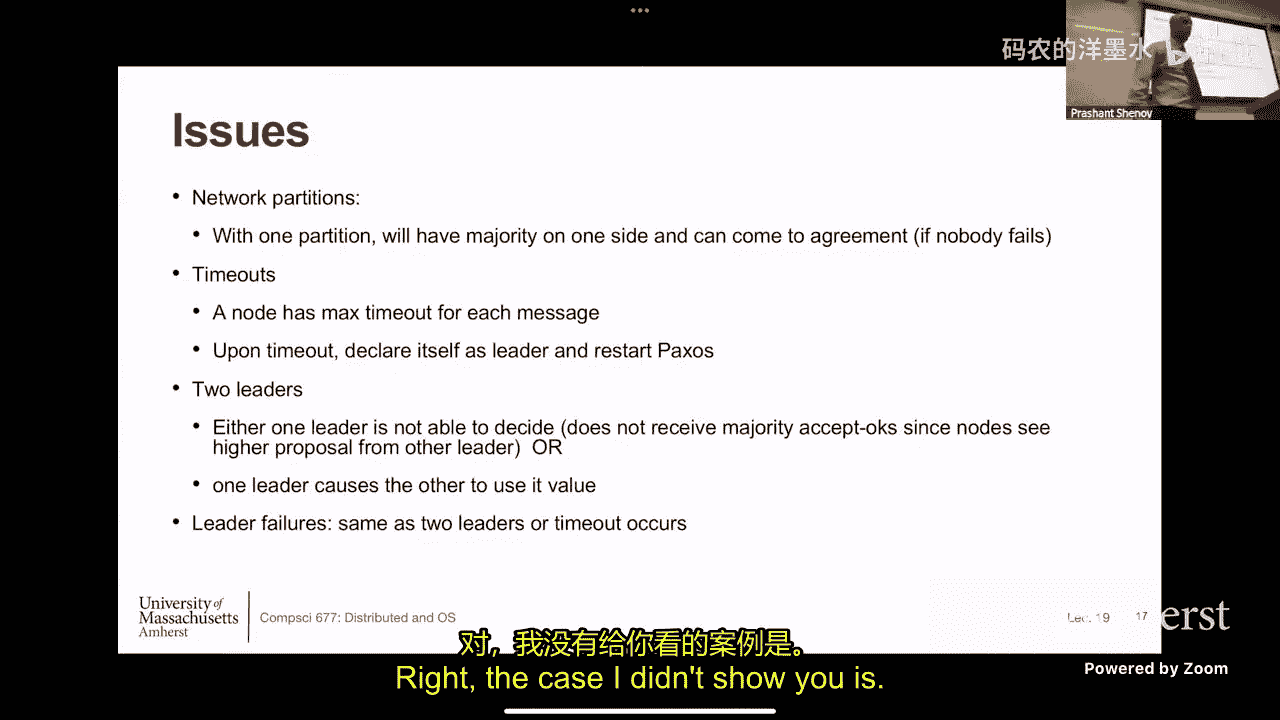 码农的洋墨水
Prashant Shenoy
Issues
• Network partitions:
• With one partition, will have majority on one side and can come to agreement (if nobody fails)
• Timeouts
• A node has max timeout for each message
• Upon timeout, declare itself as leader and restart Paxos
• Two leaders
• Either one leader is not able to decide (does not receive majority accept-oks since nodes see
higher proposal from other leader) OR
• one leader causes the other to use it value
• Leader failures: same as two leaders or timeout occurs
University of
Massachusetts
Amherst
Compsci 677: Distributed and OS
Lec. 19
17
erst
对，我没有给你看的案例是。
Right, the case I didn't show you is.
Powered by Zoom